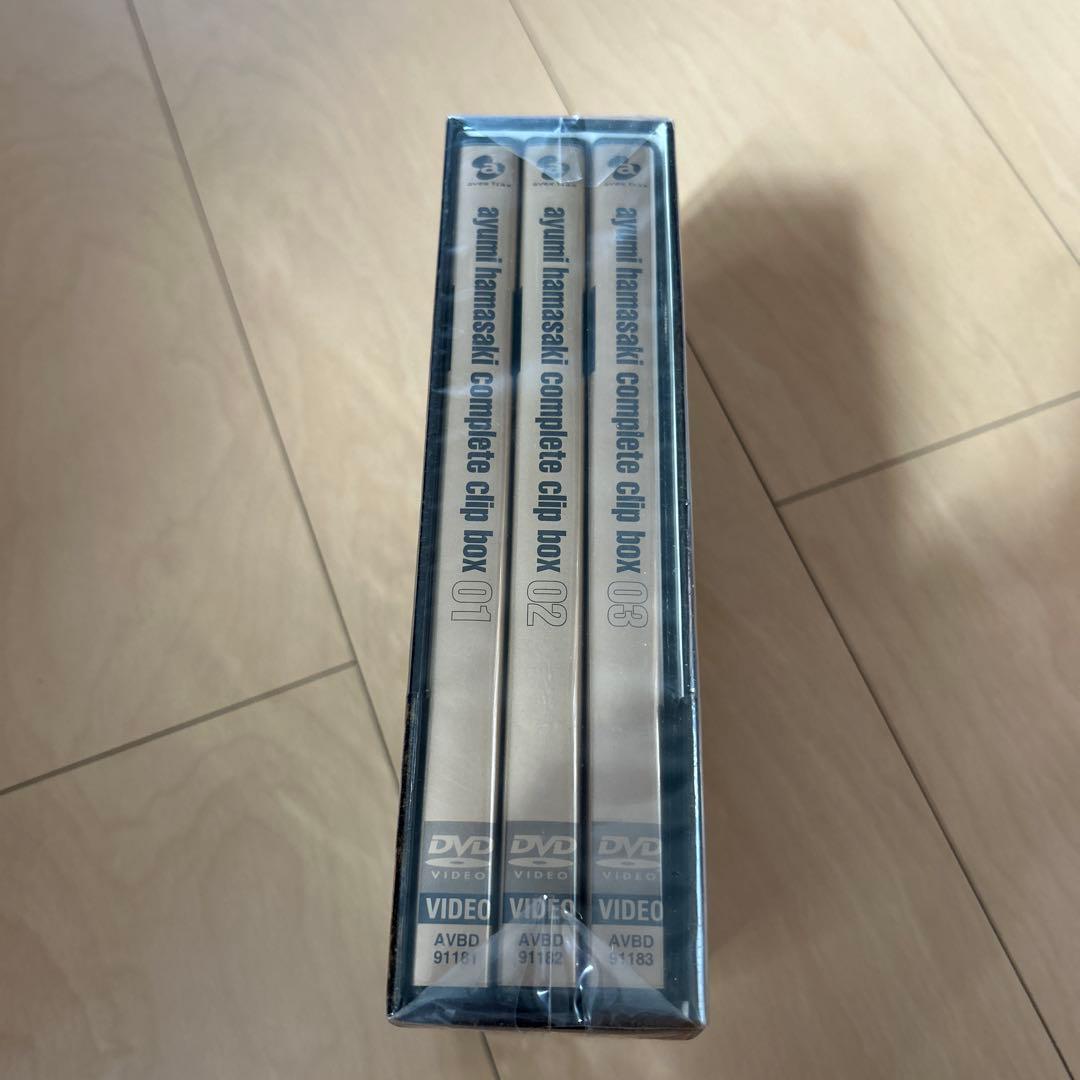 a
avex trax
ayumi hamasaki complete clip box 01
DVD
VIDEO
VIDEO
AVBD
91181
a
avex trax
ayumi hamasaki complete clip box 02
DVD
VIDEO
VIDEO
AVBD
91182
a
avex trax
ayumi hamasaki complete clip box 03
DVD
VIDEO
VIDEO
AVBD
91183